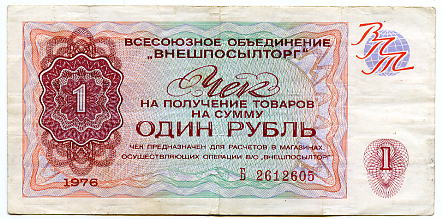 ВСЕСОЮЗНОЕ ОБЪЕДИНЕНИЕ
„ВНЕШПОСЫЛТОРГ"
ВПТ
Чек
1
НА ПОЛУЧЕНИЕ ТОВАРОВ
НА СУММУ
ОДИН РУБЛЬ
ЧЕК ПРЕДНАЗНАЧЕН ДЛЯ РАСЧЕТОВ В МАГАЗИНАХ,
ОСУЩЕСТВЛЯЮЩИХ ОПЕРАЦИИ В/О „ВНЕШПОСЫЛТОРГ"
1
1976
Б 2612605